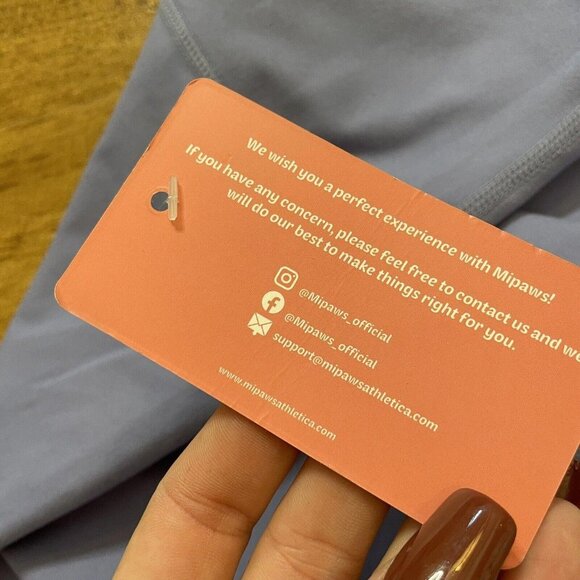 We wish you a perfect experience with Mipaws!
If you have any concern, please feel free to contact us and we
will do our best to make things right for you.
@Mipaws_official
@Mipaws_official
support@mipawsathletica.com
www.mipawsathletica.com